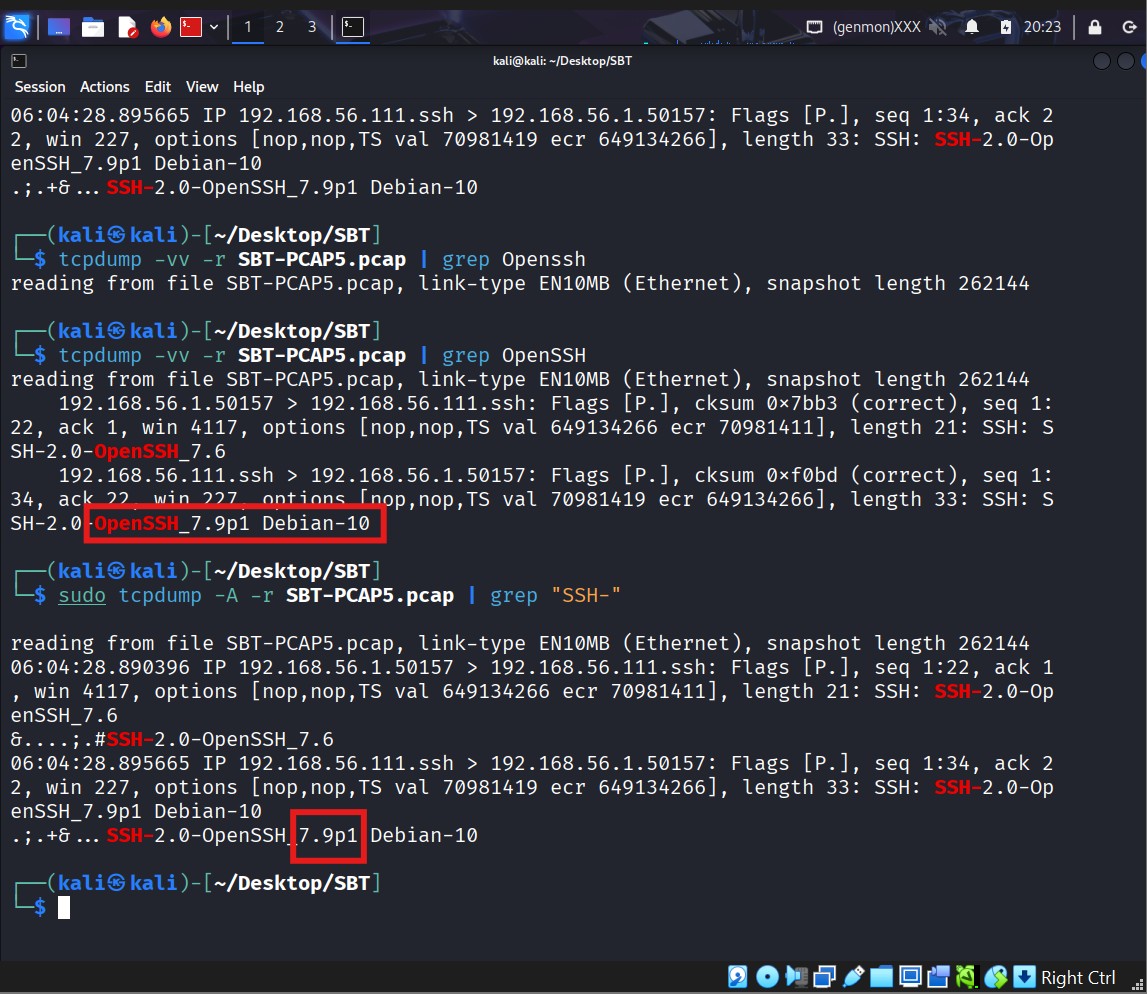 1 2 3 (genmon)XXX 20:23
kali@kali: ~/Desktop/SBT
Session Actions Edit View Help
06:04:28.895665 IP 192.168.56.111.ssh > 192.168.56.1.50157: Flags [P.], seq 1:34, ack 2
2, win 227, options [nop,nop,TS val 70981419 ecr 649134266], length 33: SSH: SSH-2.0-Op
enSSH_7.9p1 Debian-10
.;.+&...SSH-2.0-OpenSSH_7.9p1 Debian-10
┌──(kali㉿kali)-[~/Desktop/SBT]
└─$ tcpdump -vv -r SBT-PCAP5.pcap | grep Openssh
reading from file SBT-PCAP5.pcap, link-type EN10MB (Ethernet), snapshot length 262144
┌──(kali㉿kali)-[~/Desktop/SBT]
└─$ tcpdump -vv -r SBT-PCAP5.pcap | grep OpenSSH
reading from file SBT-PCAP5.pcap, link-type EN10MB (Ethernet), snapshot length 262144
    192.168.56.1.50157 > 192.168.56.111.ssh: Flags [P.], cksum 0x7bb3 (correct), seq 1:
22, ack 1, win 4117, options [nop,nop,TS val 649134266 ecr 70981411], length 21: SSH: S
SH-2.0-OpenSSH_7.6
    192.168.56.111.ssh > 192.168.56.1.50157: Flags [P.], cksum 0xf0bd (correct), seq 1:
34, ack 22, win 227, options [nop,nop,TS val 70981419 ecr 649134266], length 33: SSH: S
SH-2.0-OpenSSH_7.9p1 Debian-10
┌──(kali㉿kali)-[~/Desktop/SBT]
└─$ sudo tcpdump -A -r SBT-PCAP5.pcap | grep "SSH-"
reading from file SBT-PCAP5.pcap, link-type EN10MB (Ethernet), snapshot length 262144
06:04:28.890396 IP 192.168.56.1.50157 > 192.168.56.111.ssh: Flags [P.], seq 1:22, ack 1
, win 4117, options [nop,nop,TS val 649134266 ecr 70981411], length 21: SSH: SSH-2.0-Op
enSSH_7.6
&....;.#SSH-2.0-OpenSSH_7.6
06:04:28.895665 IP 192.168.56.111.ssh > 192.168.56.1.50157: Flags [P.], seq 1:34, ack 2
2, win 227, options [nop,nop,TS val 70981419 ecr 649134266], length 33: SSH: SSH-2.0-Op
enSSH_7.9p1 Debian-10
.;.+&...SSH-2.0-OpenSSH_7.9p1 Debian-10
┌──(kali㉿kali)-[~/Desktop/SBT]
└─$
Right Ctrl